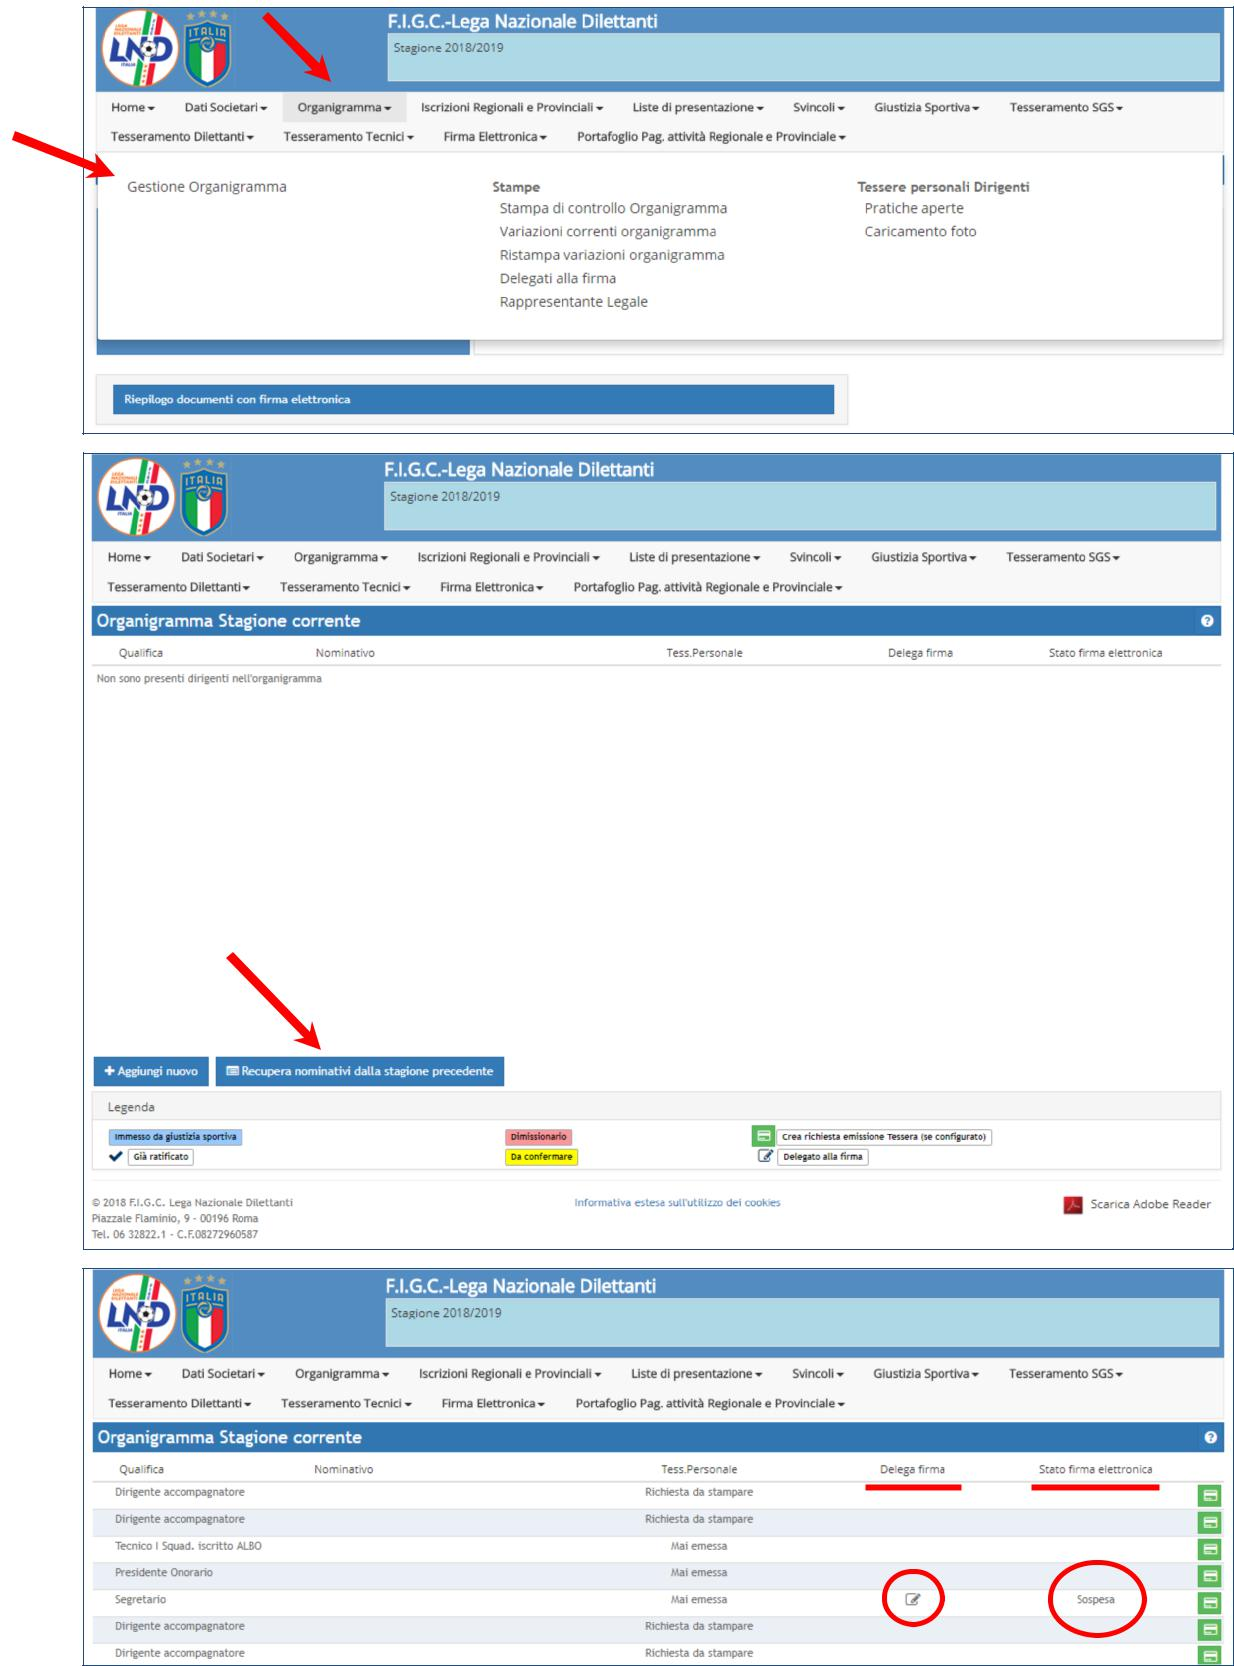 F.I.G.C.-Lega Nazionale Dilettanti
Stagione 2018/2019
LND ITALIA
Home Dati Societari Organigramma Iscrizioni Regionali e Provinciali Liste di presentazione Svincoli Giustizia Sportiva Tesseramento SGS
Tesseramento Dilettanti Tesseramento Tecnici Firma Elettronica Portafoglio Pag. attività Regionale e Provinciale
Gestione Organigramma Stampe Tessere personali Dirigenti
Stampa di controllo Organigramma Pratiche aperte
Variazioni correnti organigramma Caricamento foto
Ristampa variazioni organigramma
Delegati alla firma
Rappresentante Legale
Riepilogo documenti con firma elettronica
F.I.G.C.-Lega Nazionale Dilettanti
Stagione 2018/2019
LND ITALIA
Home Dati Societari Organigramma Iscrizioni Regionali e Provinciali Liste di presentazione Svincoli Giustizia Sportiva Tesseramento SGS
Tesseramento Dilettanti Tesseramento Tecnici Firma Elettronica Portafoglio Pag. attività Regionale e Provinciale
Organigramma Stagione corrente
Qualifica Nominativo Tess.Personale Delega firma Stato firma elettronica
Non sono presenti dirigenti nell'organigramma
Aggiungi nuovo Recupera nominativi dalla stagione precedente
Legenda
Immesso da giustizia sportiva Dimissionario Crea richiesta emissione Tessera (se configurato)
Già ratificato Da confermare Delegato alla firma
© 2018 F.I.G.C. Lega Nazionale Dilettanti Informativa estesa sull'utilizzo dei cookies Scarica Adobe Reader
Piazzale Flaminio, 9 - 00196 Roma
Tel. 06 32822.1 - C.F.08272960587
F.I.G.C.-Lega Nazionale Dilettanti
Stagione 2018/2019
LND ITALIA
Home Dati Societari Organigramma Iscrizioni Regionali e Provinciali Liste di presentazione Svincoli Giustizia Sportiva Tesseramento SGS
Tesseramento Dilettanti Tesseramento Tecnici Firma Elettronica Portafoglio Pag. attività Regionale e Provinciale
Organigramma Stagione corrente
Qualifica Nominativo Tess.Personale Delega firma Stato firma elettronica
Dirigente accompagnatore Richiesta da stampare
Dirigente accompagnatore Richiesta da stampare
Tecnico I Squad. iscritto ALBO Mai emessa
Presidente Onorario Mai emessa
Segretario Mai emessa Sospesa
Dirigente accompagnatore Richiesta da stampare
Dirigente accompagnatore Richiesta da stampare